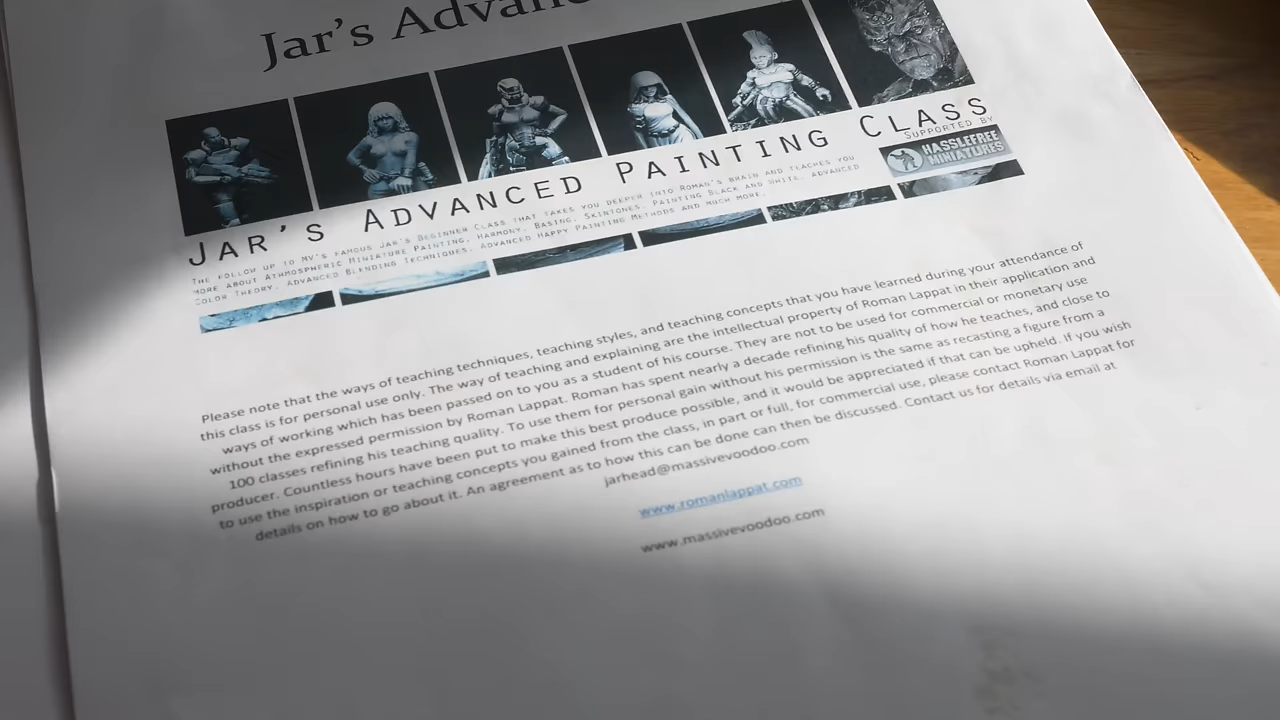 Jar's Advanc
JAR'S ADVANCED PAINTING CLASS
SUPPORTED BY
HASSLEFREE
MINIATURES
THE FOLLOW UP TO MV'S FAMOUS JAR'S BEGINNER CLASS THAT TAKES YOU DEEPER INTO ROMAN'S BRAIN AND TEACHES YOU
MORE ABOUT ATHMOSPHERIC MINIATURE PAINTING, HARMONY, BASING, SKINTONES, PAINTING BLACK AND WHITE, ADVANCED
COLOR THEORY, ADVANCED BLENDING TECHNIQUES, ADVANCED HAPPY PAINTING METHODS AND MUCH MORE.
Please note that the ways of teaching techniques, teaching styles, and teaching concepts that you have learned during your attendance of
this class is for personal use only. The way of teaching and explaining are the intellectual property of Roman Lappat in their application and
ways of working which has been passed on to you as a student of his course. They are not to be used for commercial or monetary use
without the expressed permission by Roman Lappat. Roman has spent nearly a decade refining his quality of how he teaches, and close to
100 classes refining his teaching quality. To use them for personal gain without his permission is the same as recasting a figure from a
producer. Countless hours have been put to make this best produce possible, and it would be appreciated if that can be upheld. If you wish
to use the inspiration or teaching concepts you gained from the class, in part or full, for commercial use, please contact Roman Lappat for
details on how to go about it. An agreement as to how this can be done can then be discussed. Contact us for details via email at
jarhead@massivevoodoo.com
www.romanlappat.com
www.massivevoodoo.com